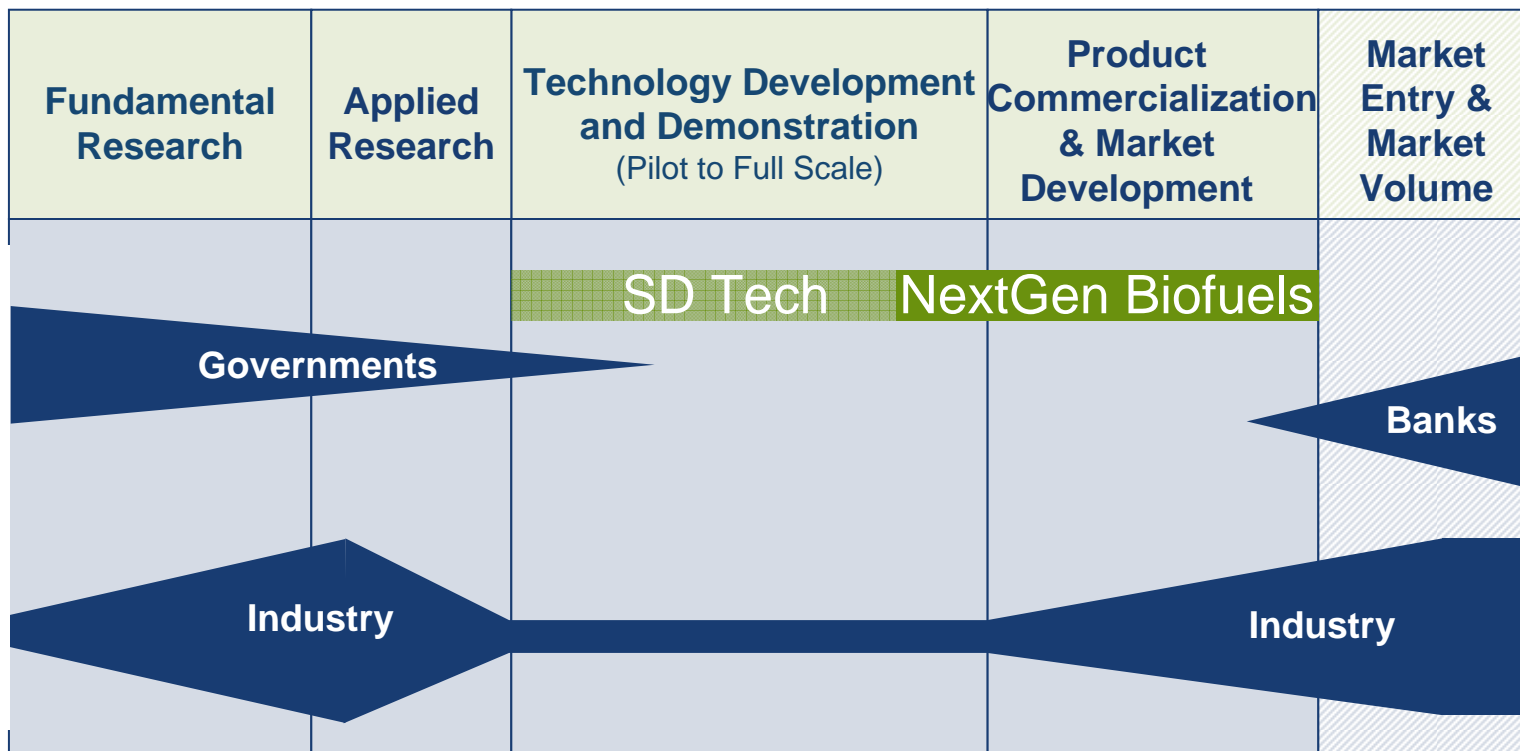 Fundamental
Research
Applied
Research
Technology Development
and Demonstration
(Pilot to Full Scale)
Product
Commercialization
& Market
Development
Market
Entry &
Market
Volume
SD Tech
NextGen Biofuels
Governments
Banks
Industry
Industry